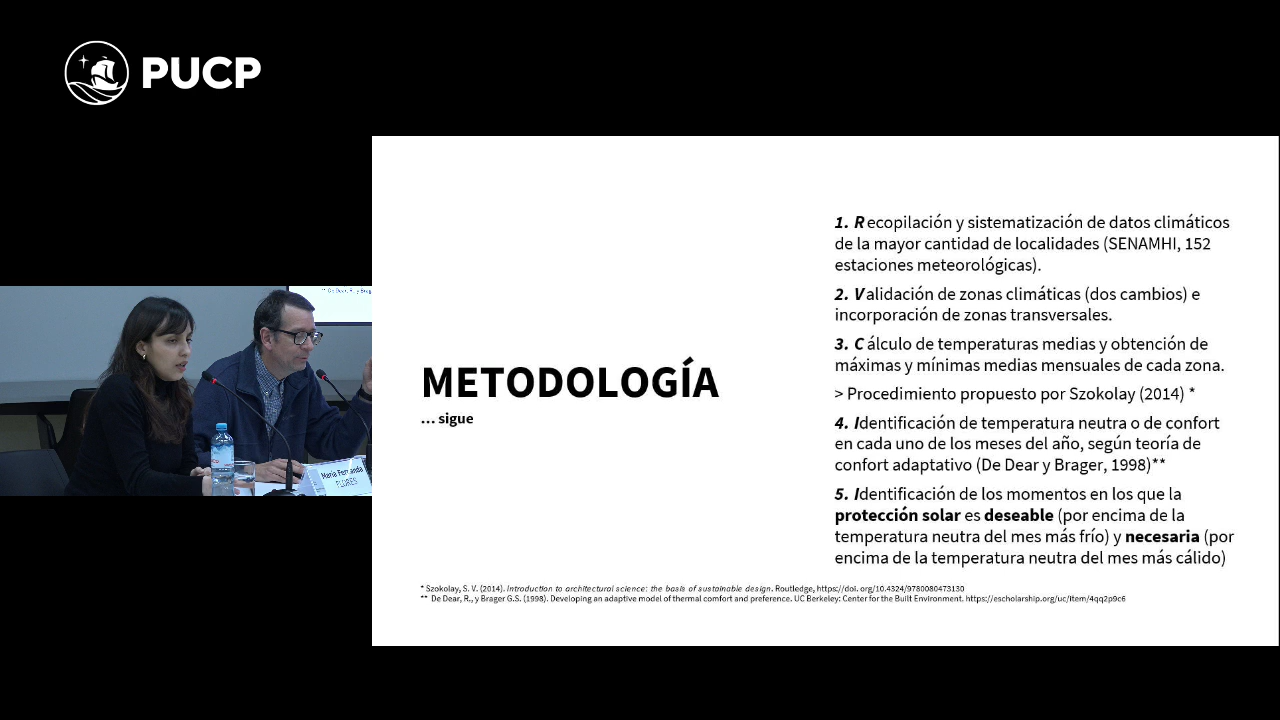 PUCP
** De Dear, R., y Brag
María Fernanda
FLORES
METODOLOGÍA
... sigue
1. Recopilación y sistematización de datos climáticos
de la mayor cantidad de localidades (SENAMHI, 152
estaciones meteorológicas).
2. Validación de zonas climáticas (dos cambios) e
incorporación de zonas transversales.
3. Cálculo de temperaturas medias y obtención de
máximas y mínimas medias mensuales de cada zona.
> Procedimiento propuesto por Szokolay (2014) *
4. Identificación de temperatura neutra o de confort
en cada uno de los meses del año, según teoría de
confort adaptativo (De Dear y Brager, 1998)**
5. Identificación de los momentos en los que la
protección solar es deseable (por encima de la
temperatura neutra del mes más frío) y necesaria (por
encima de la temperatura neutra del mes más cálido)
* Szokolay, S. V. (2014). Introduction to architectural science: the basis of sustainable design. Routledge, https://doi. org/10.4324/9780080473130
** De Dear, R., y Brager G.S. (1998). Developing an adaptive model of thermal comfort and preference. UC Berkeley: Center for the Built Environment. https://escholarship.org/uc/item/4qq2p9c6